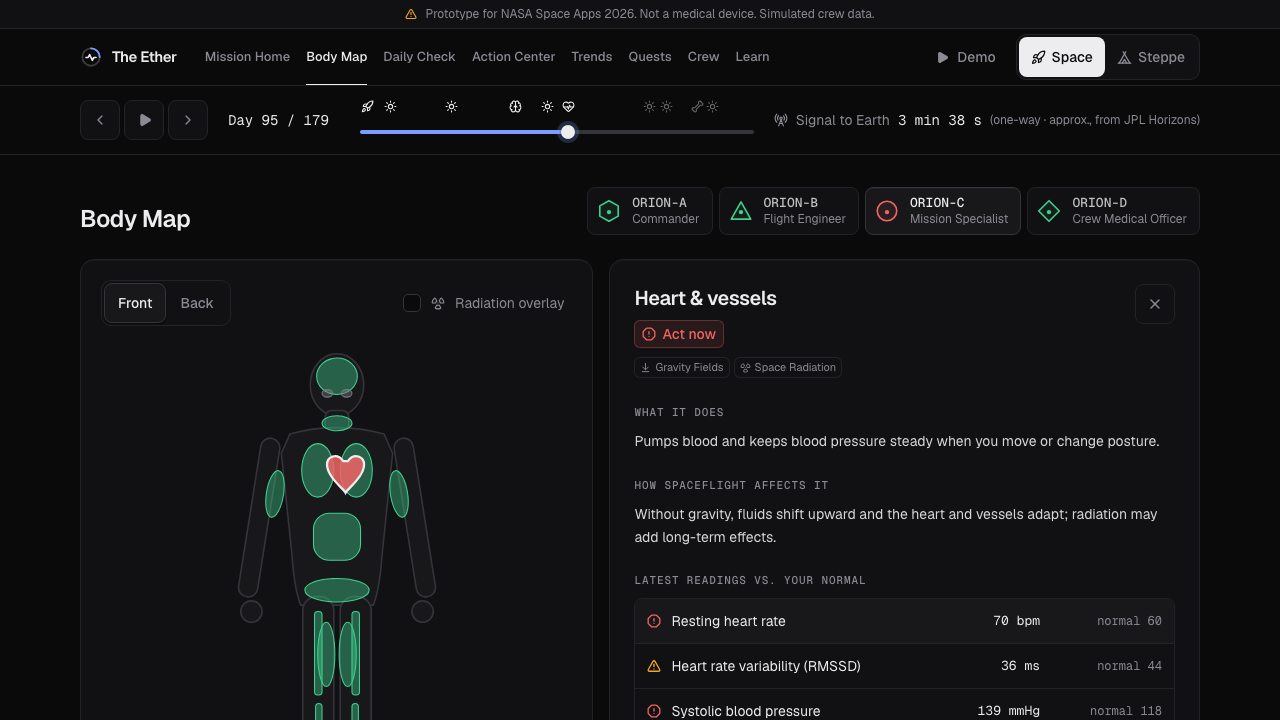 Prototype for NASA Space Apps 2026. Not a medical device. Simulated crew data.
The Ether Mission Home Body Map Daily Check Action Center Trends Quests Crew Learn Demo Space Steppe
Day 95 / 179
Signal to Earth 3 min 38 s (one-way · approx., from JPL Horizons)
Body Map
ORION-A
Commander
ORION-B
Flight Engineer
ORION-C
Mission Specialist
ORION-D
Crew Medical Officer
Front Back
Radiation overlay
Heart & vessels
Act now
Gravity Fields Space Radiation
WHAT IT DOES
Pumps blood and keeps blood pressure steady when you move or change posture.
HOW SPACEFLIGHT AFFECTS IT
Without gravity, fluids shift upward and the heart and vessels adapt; radiation may
add long-term effects.
LATEST READINGS VS. YOUR NORMAL
Resting heart rate 70 bpm normal 60
Heart rate variability (RMSSD) 36 ms normal 44
Systolic blood pressure 139 mmHg normal 118